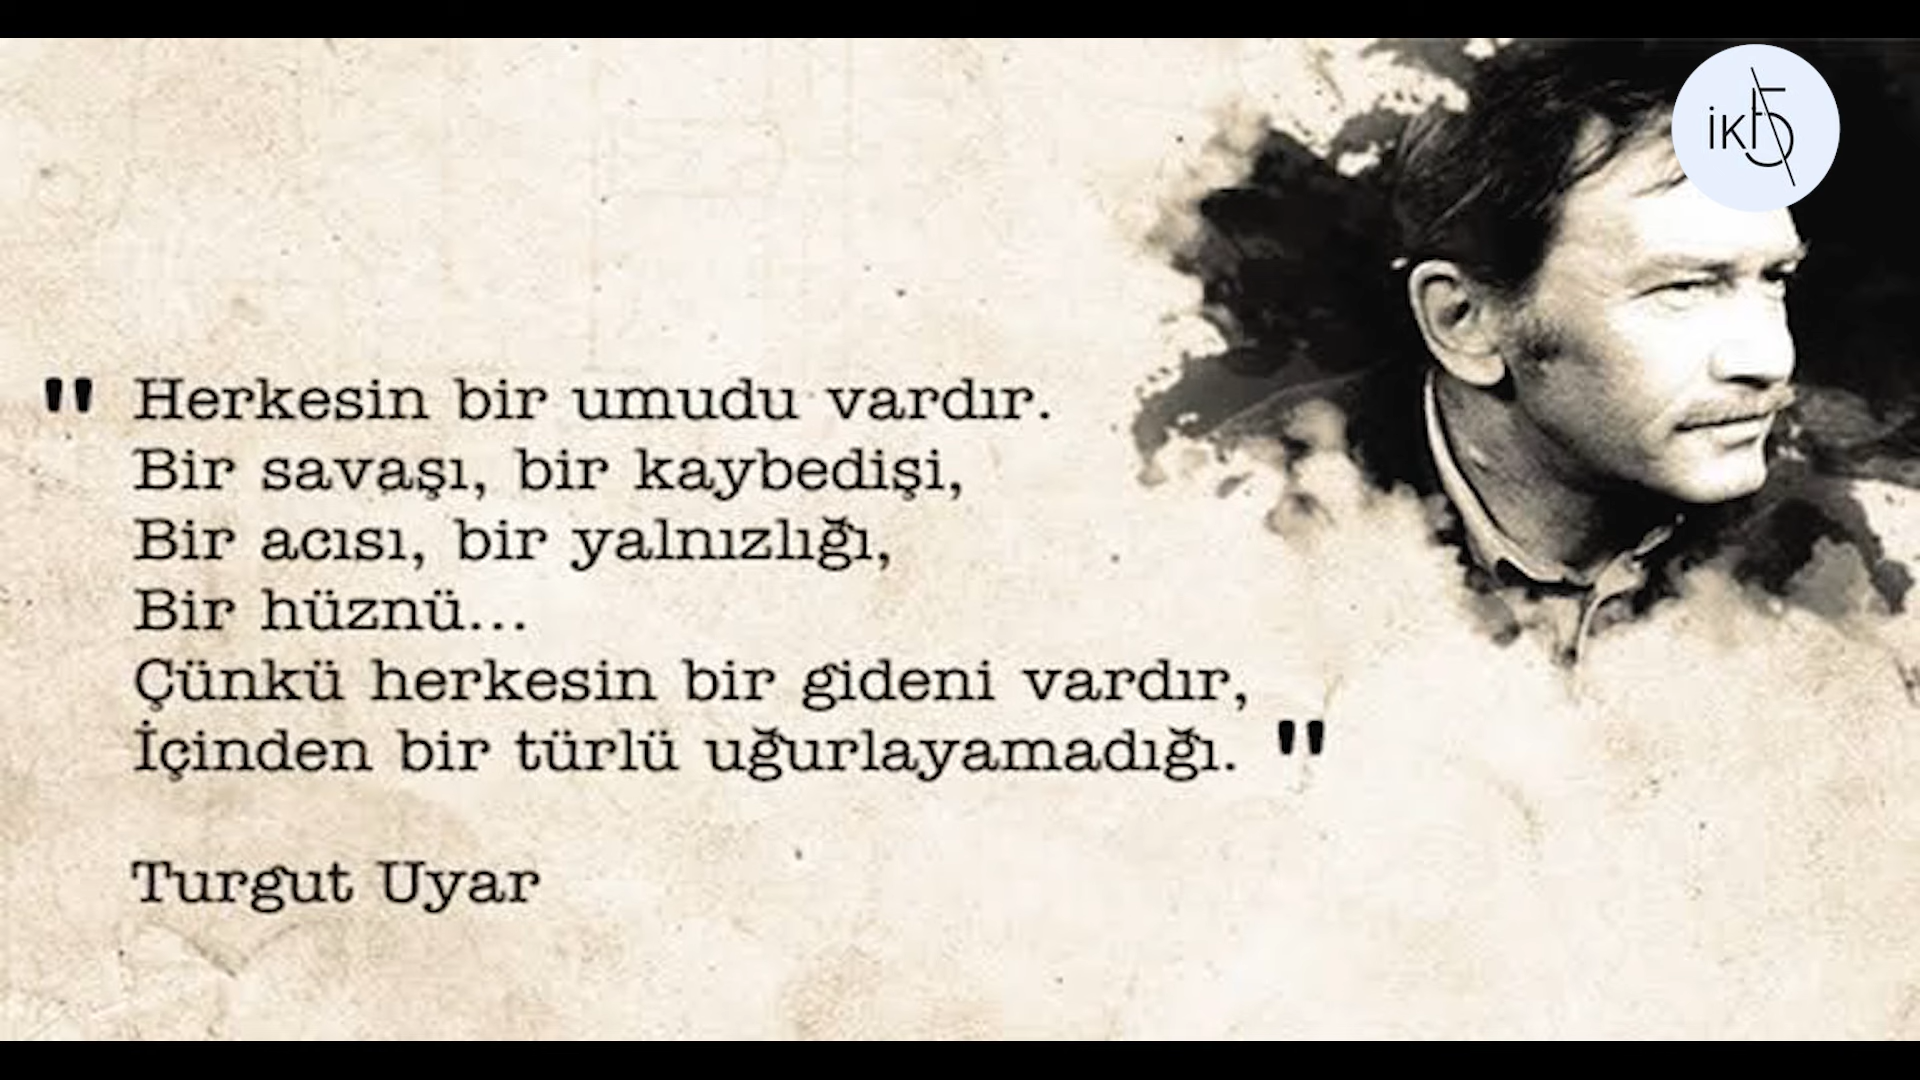 " Herkesin bir umudu vardır.
Bir savaşı, bir kaybedişi,
Bir acısı, bir yalnızlığı,
Bir hüznü...
Çünkü herkesin bir gideni vardır,
İçinden bir türlü uğurlayamadığı. "
Turgut Uyar
ik15